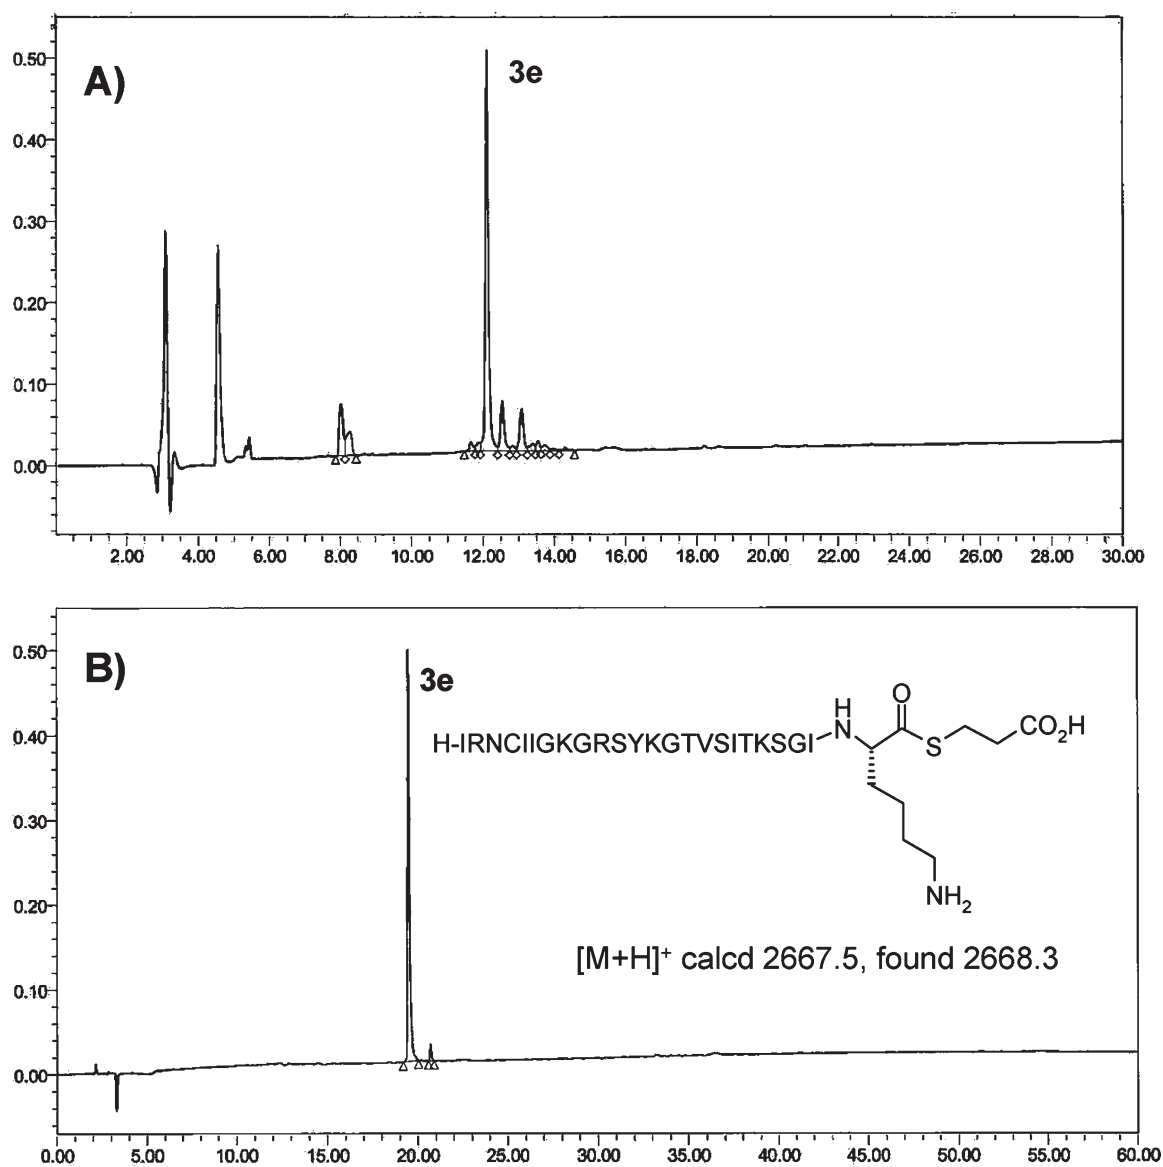 A)
3e
0.50
0.40
0.30
0.20
0.10
0.00
2.00 4.00 6.00 8.00 10.00 12.00 14.00 16.00 18.00 20.00 22.00 24.00 26.00 28.00 30.00
B)
3e
0.50
0.40
0.30
0.20
0.10
0.00
H-IRNCIIGKGRSYKGTVSITKSGI
H
N
O
S
CO2H
NH2
[M+H]+ calcd 2667.5, found 2668.3
0.00 5.00 10.00 15.00 20.00 25.00 30.00 35.00 40.00 45.00 50.00 55.00 60.00